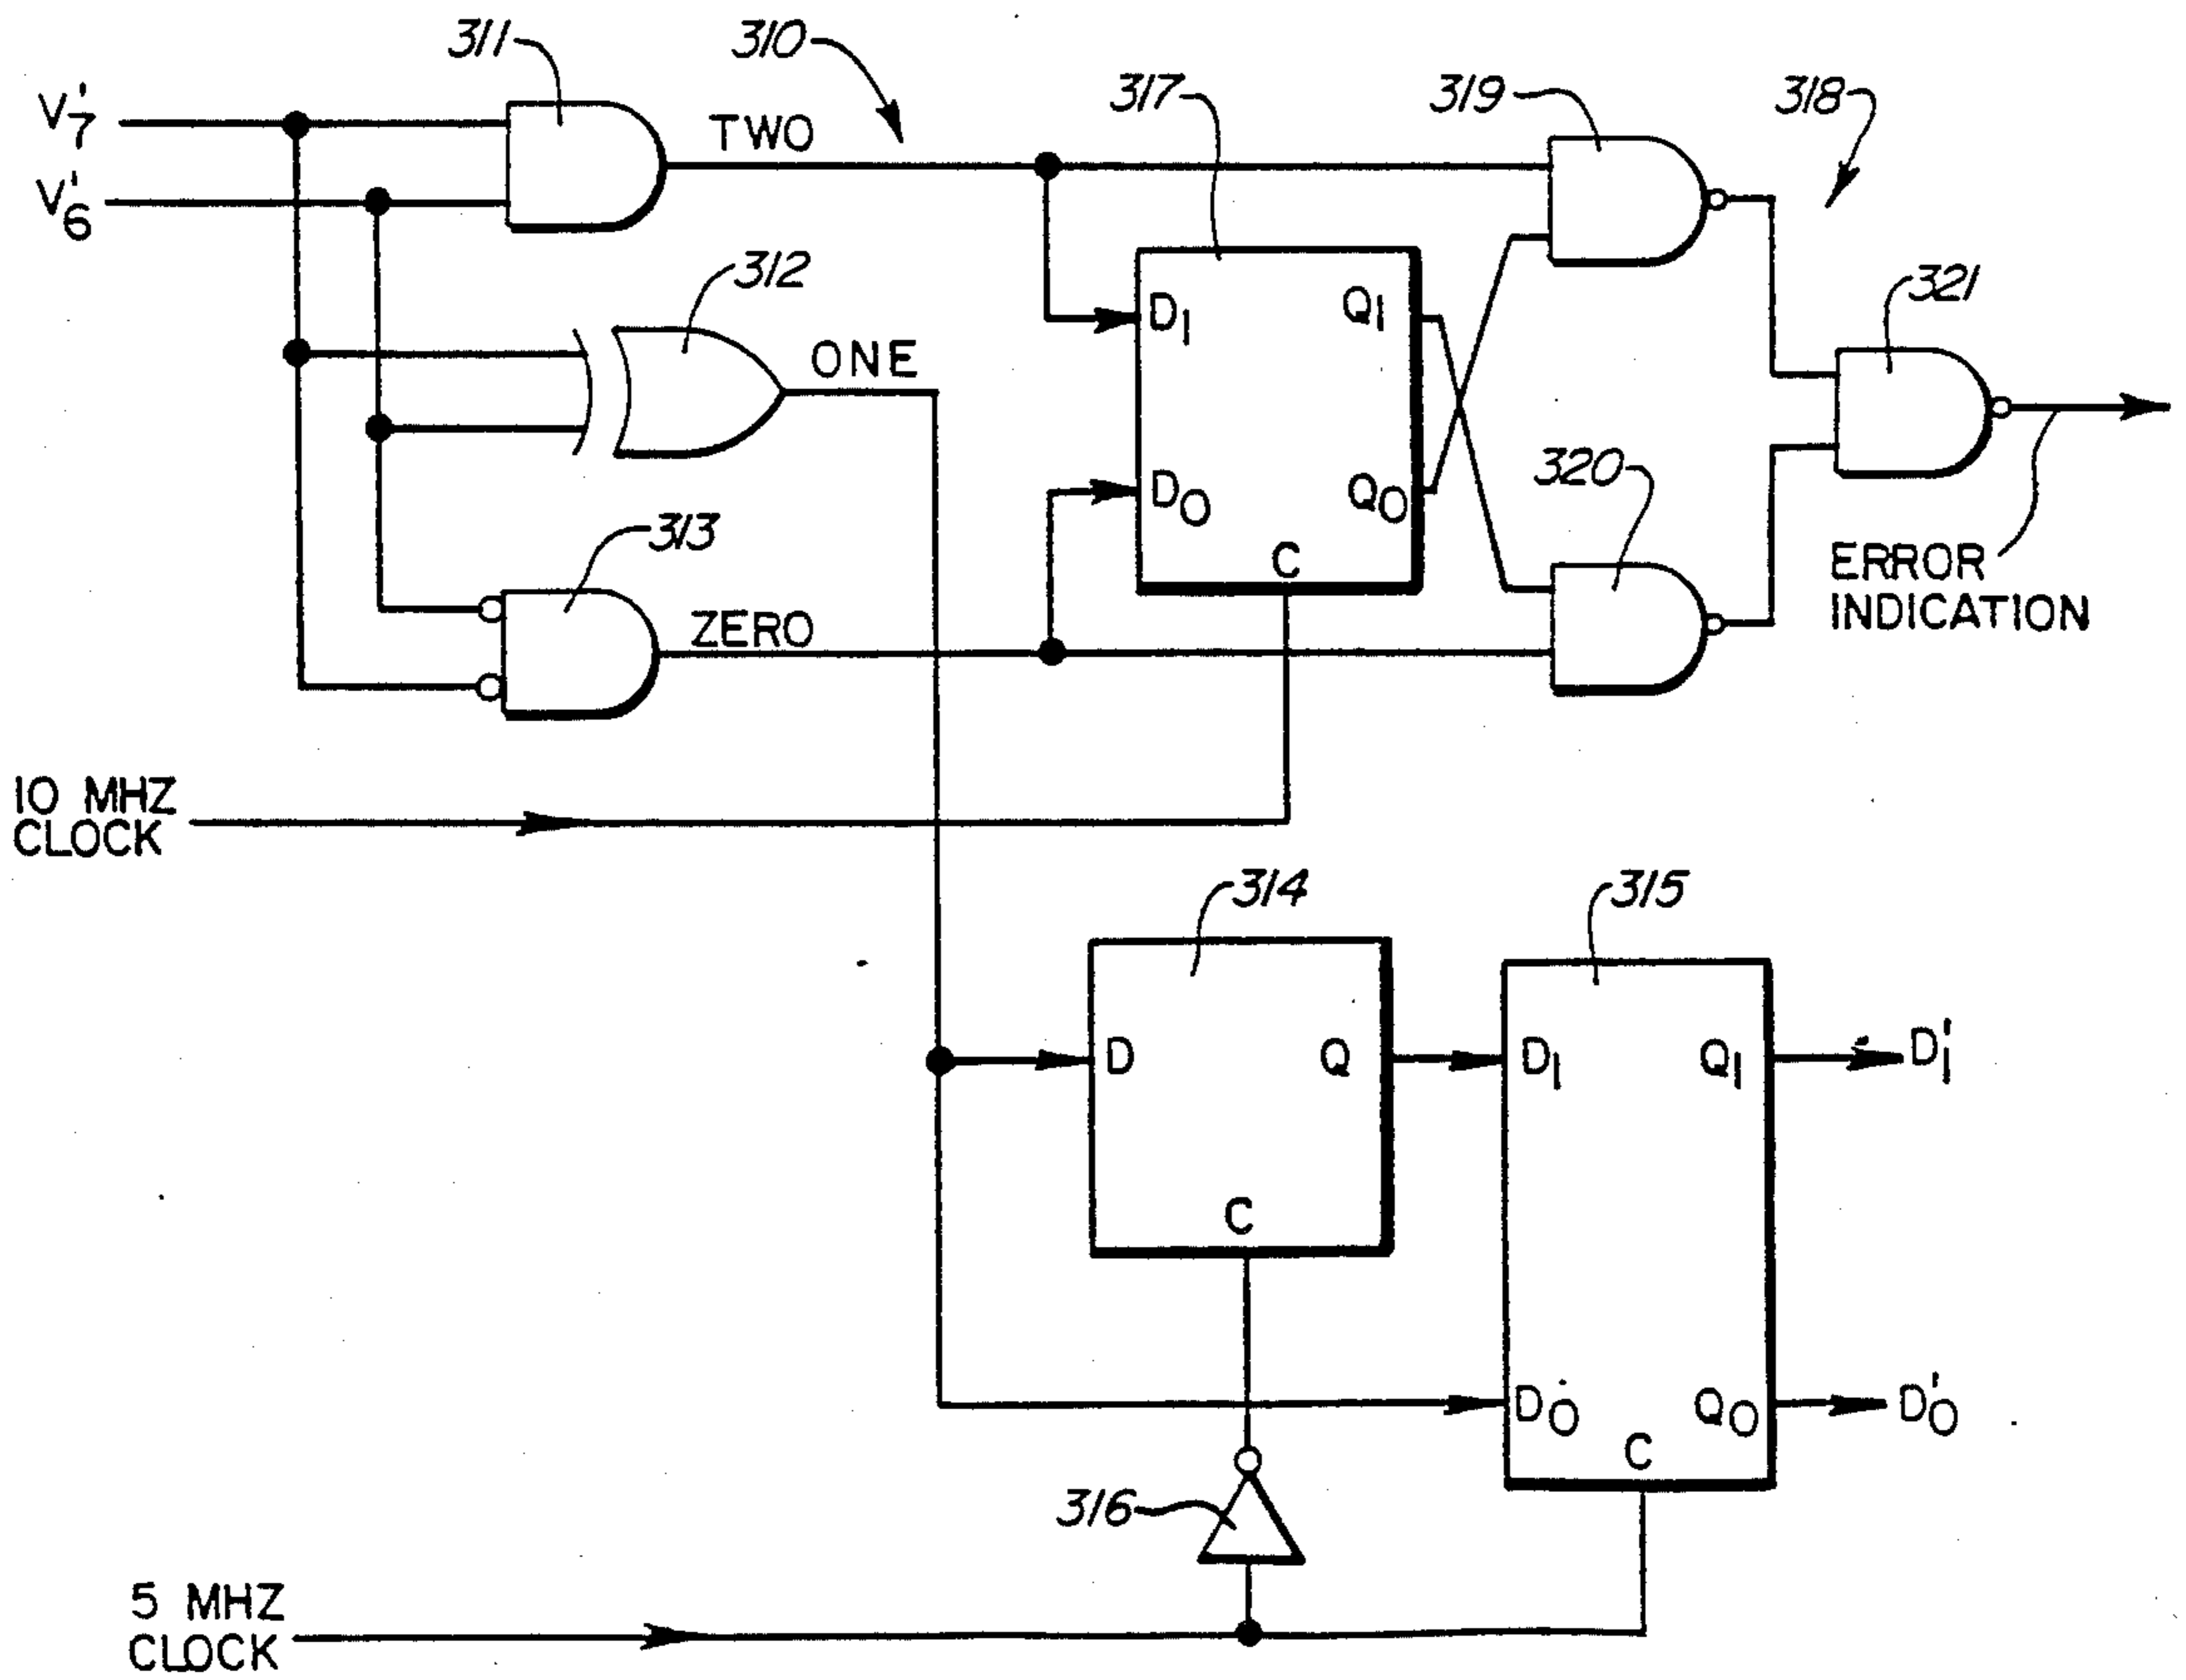 311
310
317
319
318
V'7
TWO
V'6
312
321
D1
Q1
ONE
D0
Q0
320
313
C
ERROR
INDICATION
ZERO
10 MHZ
CLOCK
314
315
D
Q
D1
Q1
D'1
C
D0
Q0
D'0
C
316
5 MHZ
CLOCK